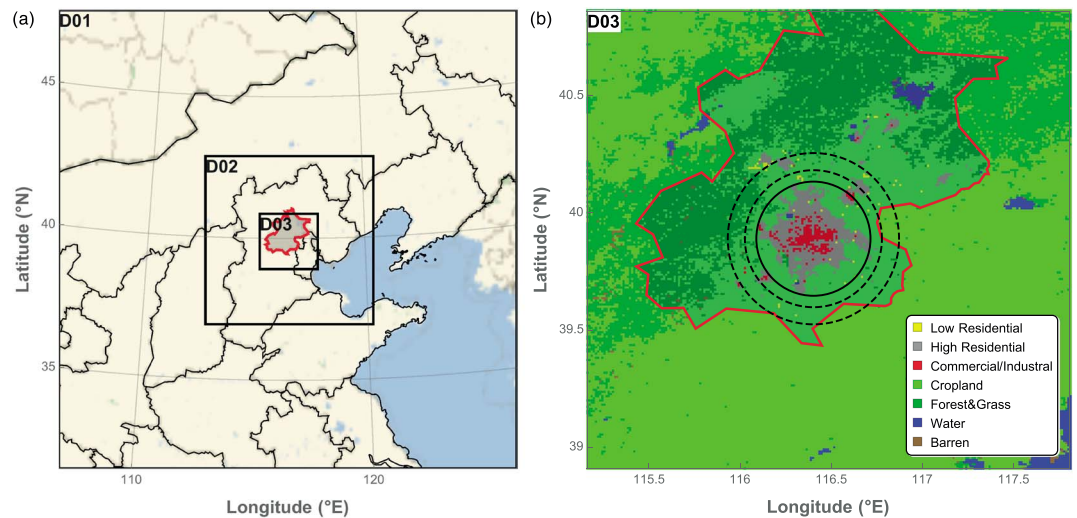 (a)
D01
D02
D03
45
40
35
110
120
Latitude (°N)
Longitude (°E)
(b)
D03
40.5
40
39.5
39
115.5
116
116.5
117
117.5
Latitude (°N)
Longitude (°E)
Low Residential
High Residential
Commercial/Industral
Cropland
Forest&Grass
Water
Barren